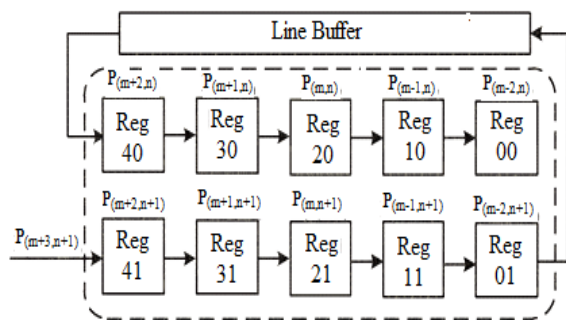 Line Buffer
P(m+2,n) P(m+1,n) P(m,n) P(m-1,n) P(m-2,n)
Reg Reg Reg Reg Reg
40 30 20 10 00
P(m+2,n+1) P(m+1,n+1) P(m,n+1) P(m-1,n+1) P(m-2,n+1)
P(m+3,n+1)
Reg Reg Reg Reg Reg
41 31 21 11 01